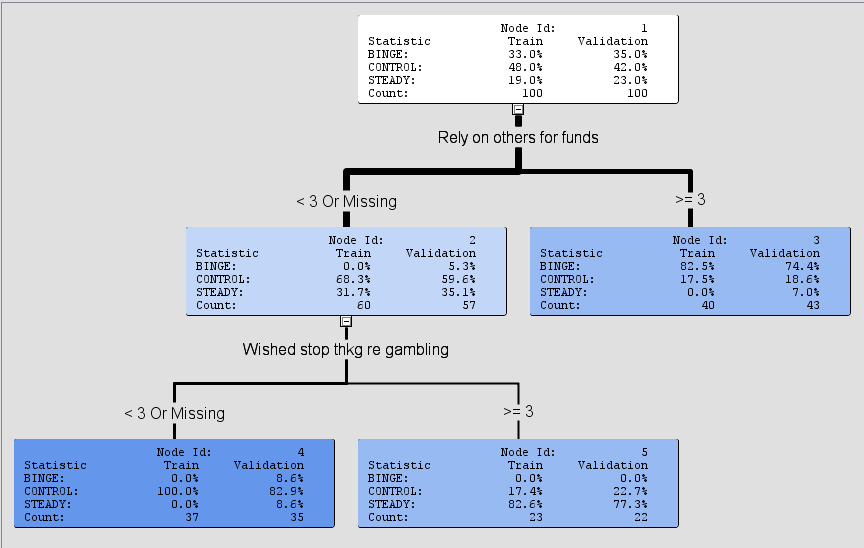 Node Id: 1
Statistic Train Validation
BINGE: 33.0% 35.0%
CONTROL: 48.0% 42.0%
STEADY: 19.0% 23.0%
Count: 100 100
Rely on others for funds
< 3 Or Missing >= 3
Node Id: 2
Statistic Train Validation
BINGE: 0.0% 5.3%
CONTROL: 68.3% 59.6%
STEADY: 31.7% 35.1%
Count: 60 57
Node Id: 3
Statistic Train Validation
BINGE: 82.5% 74.4%
CONTROL: 17.5% 18.6%
STEADY: 0.0% 7.0%
Count: 40 43
Wished stop thkg re gambling
< 3 Or Missing >= 3
Node Id: 4
Statistic Train Validation
BINGE: 0.0% 8.6%
CONTROL: 100.0% 82.9%
STEADY: 0.0% 8.6%
Count: 37 35
Node Id: 5
Statistic Train Validation
BINGE: 0.0% 0.0%
CONTROL: 17.4% 22.7%
STEADY: 82.6% 77.3%
Count: 23 22